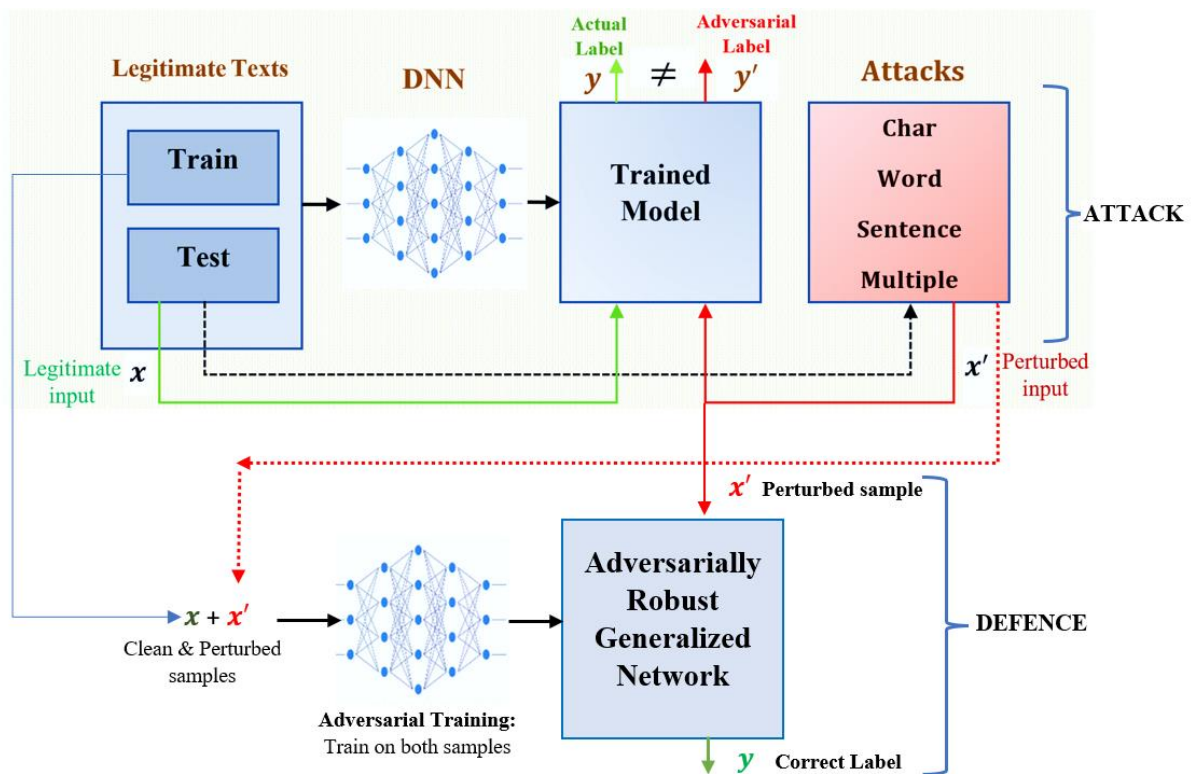 Actual
Label
Adversarial
Label
Legitimate Texts
DNN
y
≠
y′
Attacks
Train
Test
Trained
Model
Char
Word
Sentence
Multiple
ATTACK
Legitimate
input
x
x′
Perturbed
input
x′ Perturbed sample
x + x′
Clean & Perturbed
samples
Adversarial Training:
Train on both samples
Adversarially
Robust
Generalized
Network
DEFENCE
y Correct Label